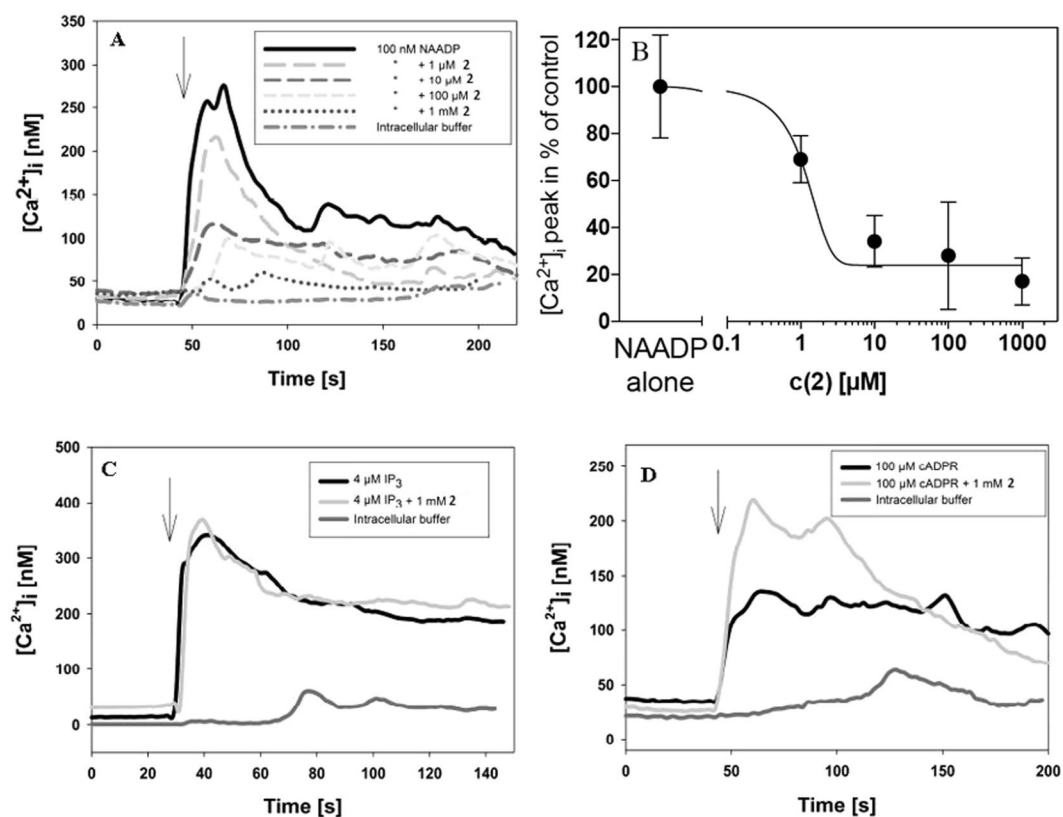 A
[Ca2+]i [nM]
350
300
250
200
150
100
50
0
0 50 100 150 200
Time [s]
100 nM NAADP
" + 1 µM 2
" + 10 µM 2
" + 100 µM 2
" + 1 mM 2
Intracellular buffer
B
[Ca2+]i peak in % of control
120
100
80
60
40
20
0
NAADP alone
0.1 1 10 100 1000
c(2) [µM]
C
[Ca2+]i [nM]
500
400
300
200
100
0
0 20 40 60 80 100 120 140
Time [s]
4 µM IP3
4 µM IP3 + 1 mM 2
Intracellular buffer
D
[Ca2+]i [nM]
250
200
150
100
50
0
0 50 100 150 200
Time [s]
100 µM cADPR
100 µM cADPR + 1 mM 2
Intracellular buffer